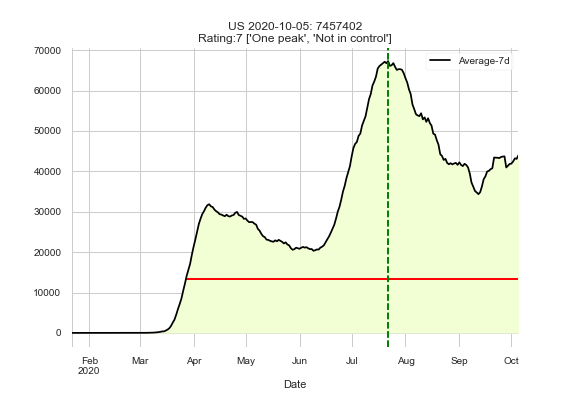 US 2020-10-05: 7457402
Rating:7 ['One peak', 'Not in control']
70000
60000
50000
40000
30000
20000
10000
0
Average-7d
Feb Mar Apr May Jun Jul Aug Sep Oct
2020
Date